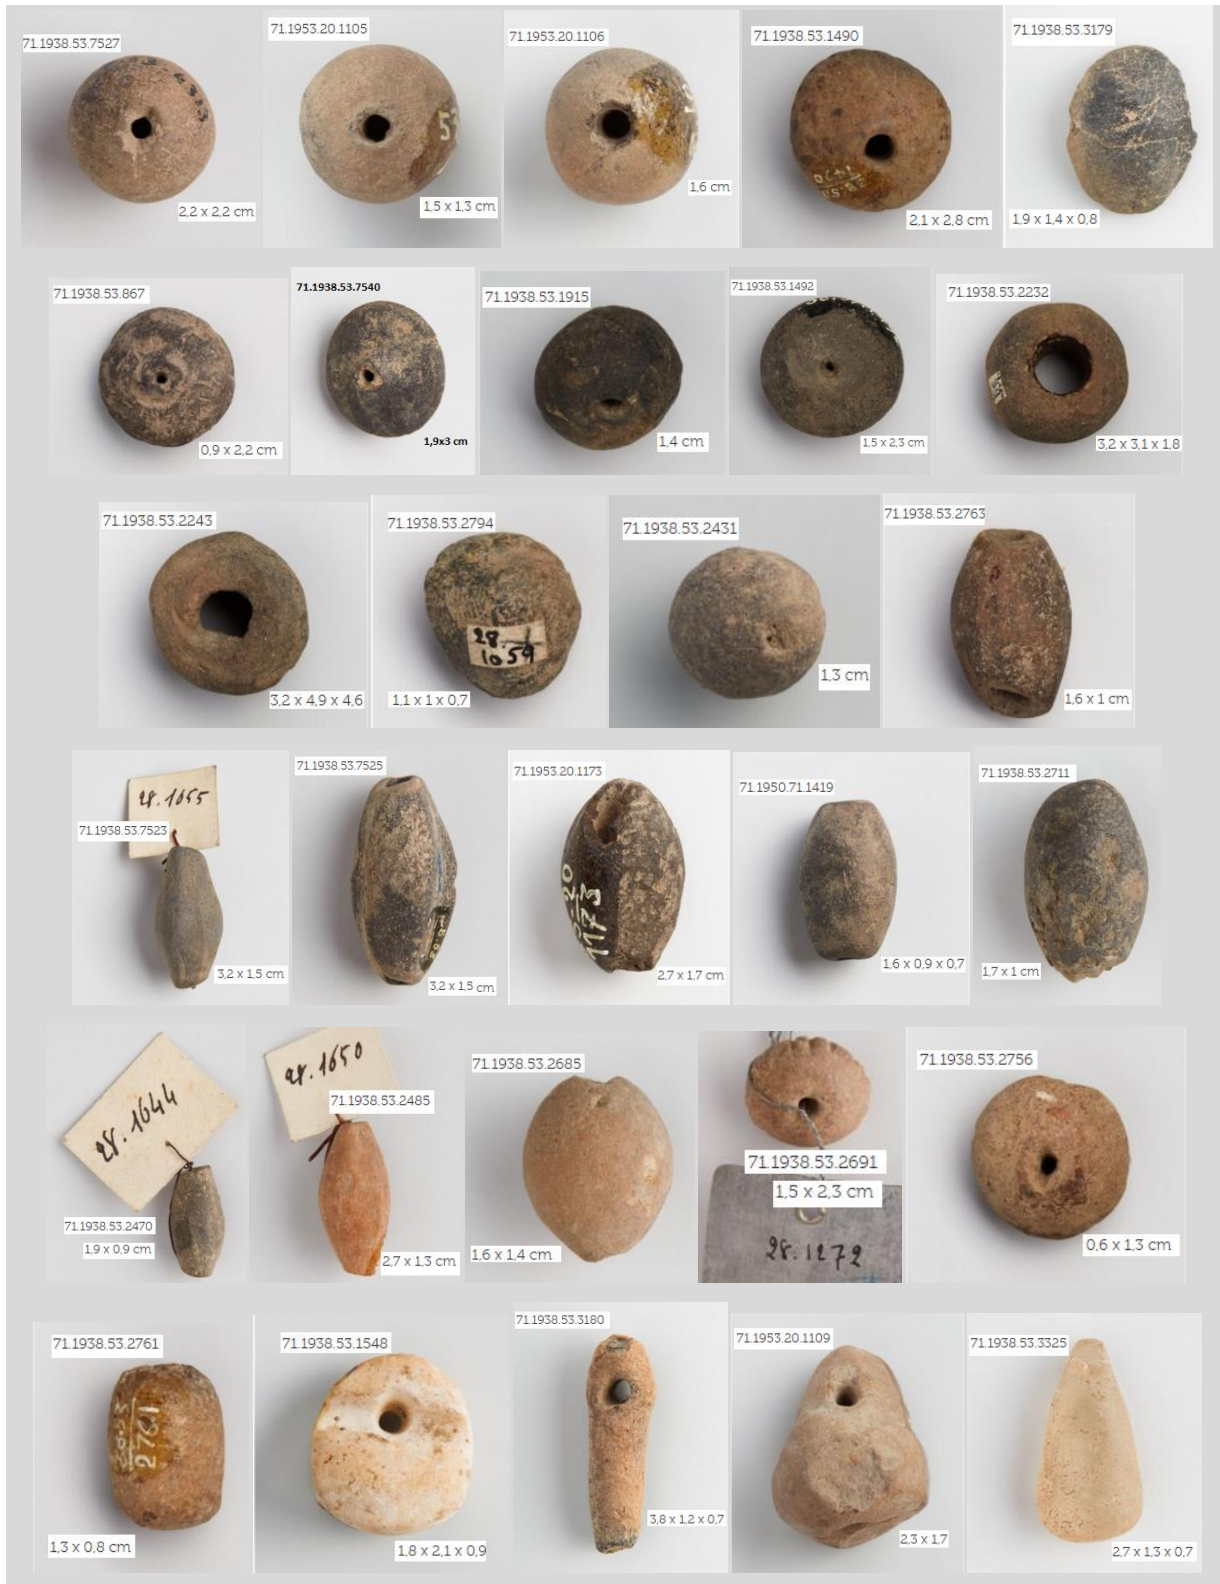 71.1938.53.7527
2,2 x 2,2 cm
71.1953.20.1105
53
1,5 x 1,3 cm
71.1953.20.1106
1,6 cm
71.1938.53.1490
2,1 x 2,8 cm
71.1938.53.3179
1,9 x 1,4 x 0,8
71.1938.53.867
0,9 x 2,2 cm
71.1938.53.7540
1,9x3 cm
71.1938.53.1915
1,4 cm
71.1938.53.1492
1,5 x 2,3 cm
71.1938.53.2232
3,2 x 3,1 x 1,8
71.1938.53.2243
3,2 x 4,9 x 4,6
71.1938.53.2794
28.1
1059
1,1 x 1 x 0,7
71.1938.53.2431
1,3 cm
71.1938.53.2763
1,6 x 1 cm
28.1655
71.1938.53.7523
3,2 x 1,5 cm
71.1938.53.7525
3,2 x 1,5 cm
71.1953.20.1173
20
1173
2,7 x 1,7 cm
71.1950.71.1419
1,6 x 0,9 x 0,7
71.1938.53.2711
1,7 x 1 cm
28.1644
71.1938.53.2470
1,9 x 0,9 cm
28.1650
71.1938.53.2485
2,7 x 1,3 cm
71.1938.53.2685
1,6 x 1,4 cm
71.1938.53.2691
1,5 x 2,3 cm
28.1272
71.1938.53.2756
0,6 x 1,3 cm
71.1938.53.2761
2761
1,3 x 0,8 cm
71.1938.53.1548
1,8 x 2,1 x 0,9
71.1938.53.3180
3,8 x 1,2 x 0,7
71.1953.20.1109
2,3 x 1,7
71.1938.53.3325
2,7 x 1,3 x 0,7